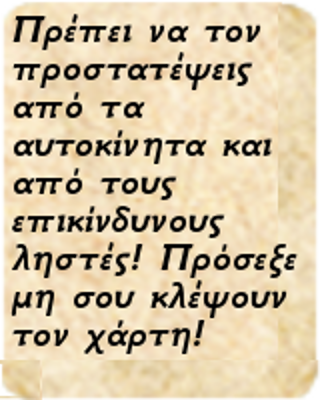 Πρέπει να τον
προστατέψεις
από τα
αυτοκίνητα και
από τους
επικίνδυνους
ληστές! Πρόσεξε
μη σου κλέψουν
τον χάρτη!